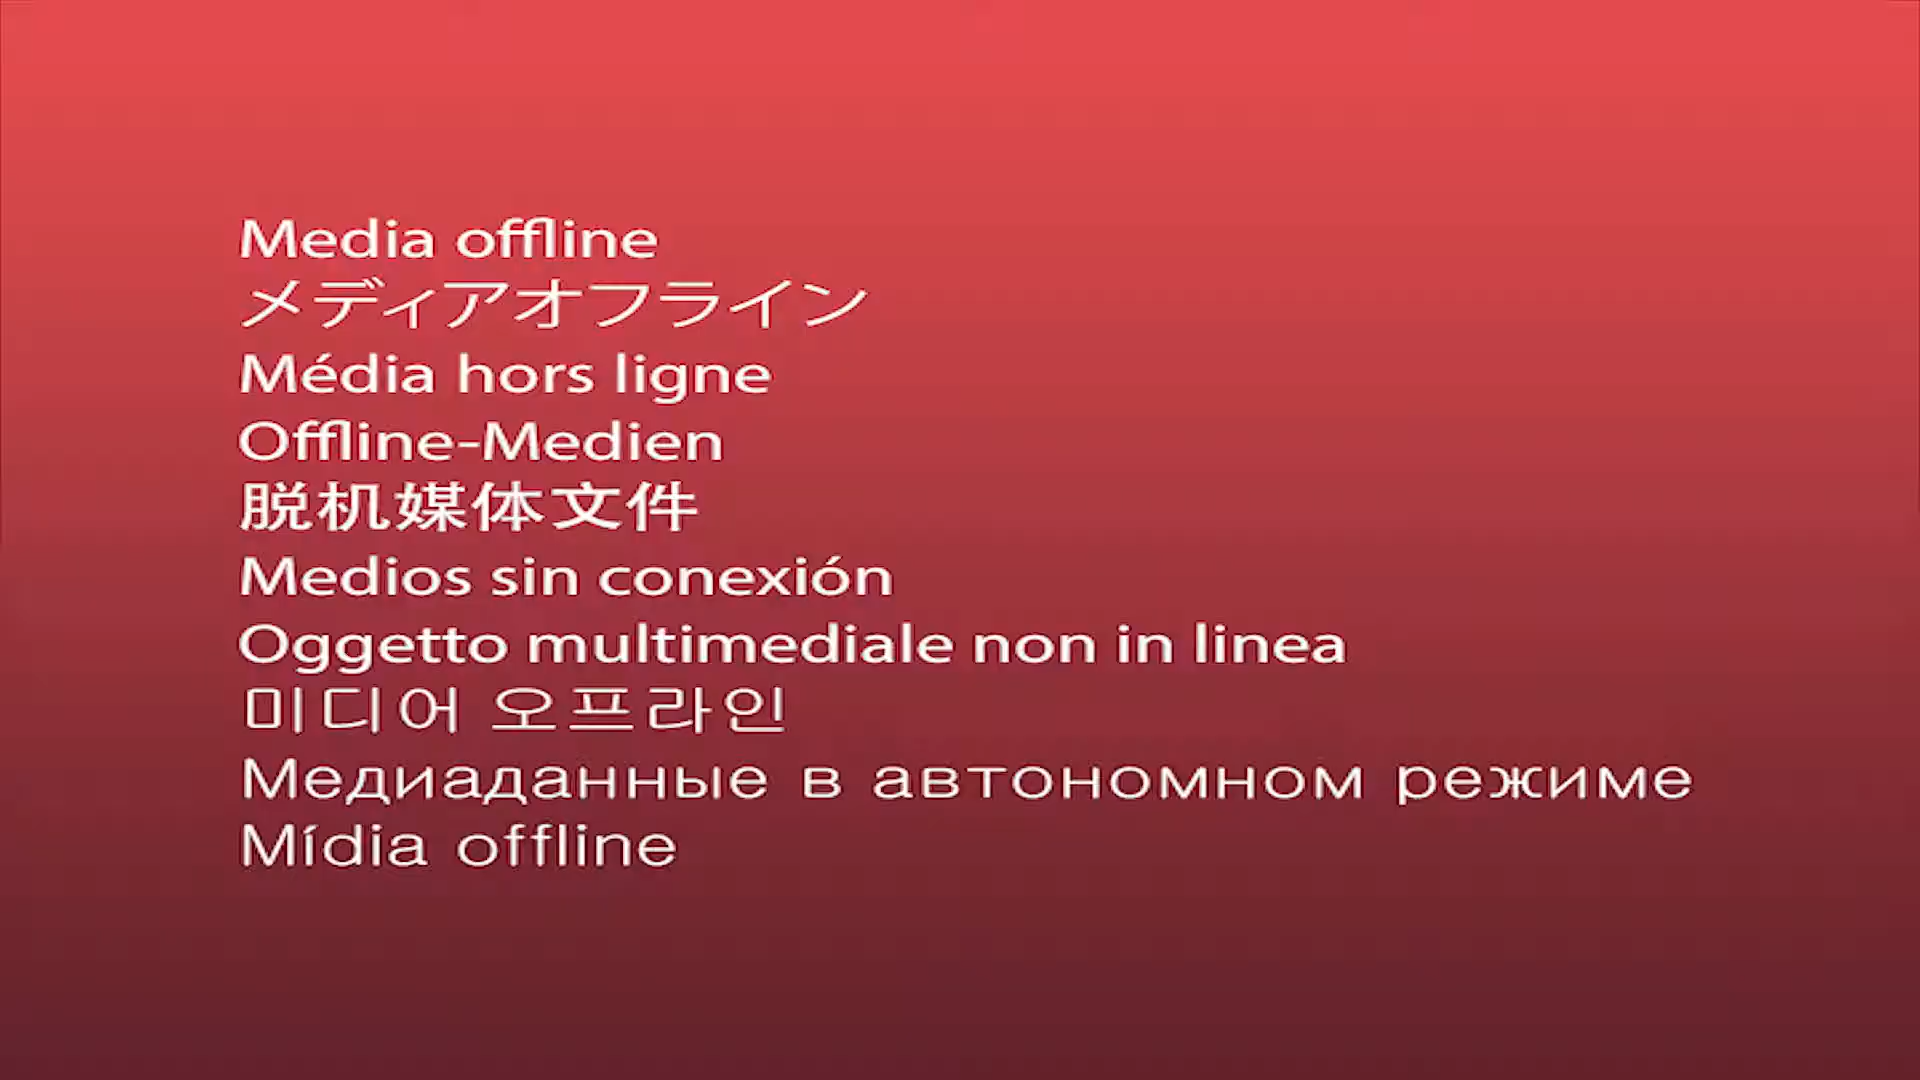 Media offline
メディアオフライン
Média hors ligne
Offline-Medien
脱机媒体文件
Medios sin conexión
Oggetto multimediale non in linea
미디어 오프라인
Медиаданные в автономном режиме
Mídia offline